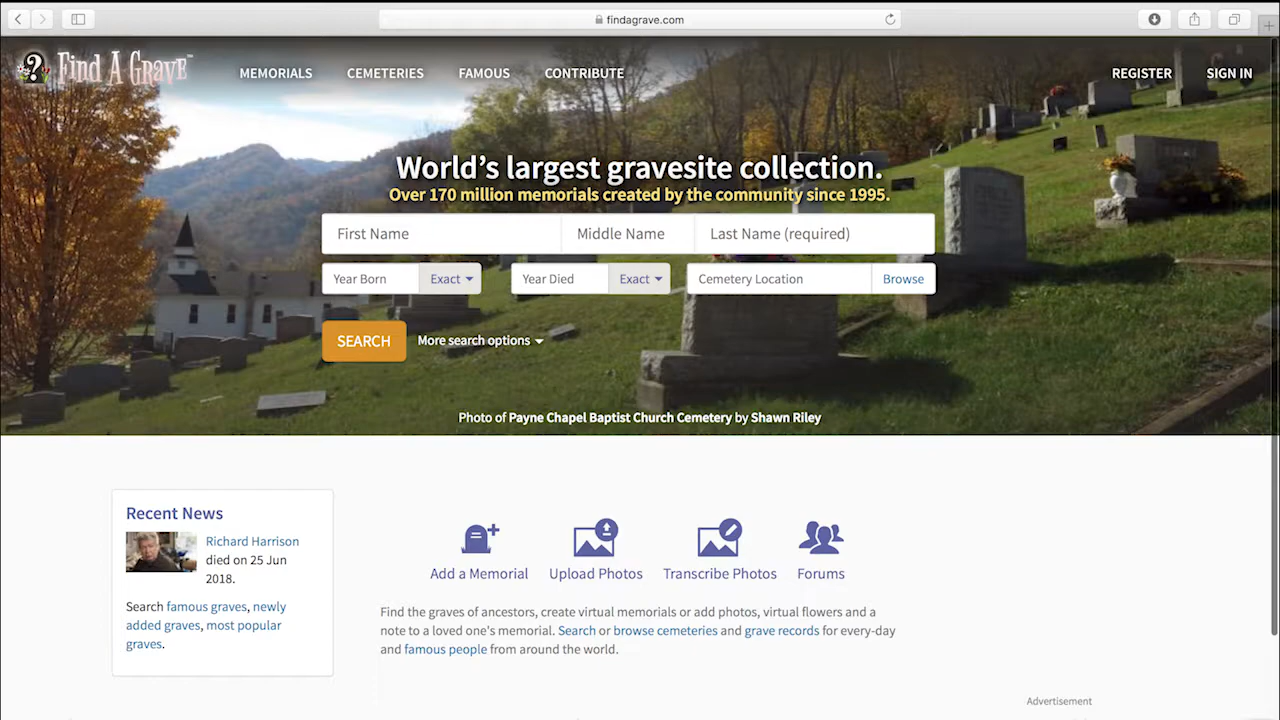 findagrave.com
Find A Grave™
MEMORIALS CEMETERIES FAMOUS CONTRIBUTE
REGISTER SIGN IN
World's largest gravesite collection.
Over 170 million memorials created by the community since 1995.
First Name Middle Name Last Name (required)
Year Born Exact Year Died Exact Cemetery Location Browse
SEARCH More search options
Photo of Payne Chapel Baptist Church Cemetery by Shawn Riley
Recent News
Richard Harrison
died on 25 Jun
2018.
Search famous graves, newly
added graves, most popular
graves.
Add a Memorial Upload Photos Transcribe Photos Forums
Find the graves of ancestors, create virtual memorials or add photos, virtual flowers and a
note to a loved one's memorial. Search or browse cemeteries and grave records for every-day
and famous people from around the world.
Advertisement